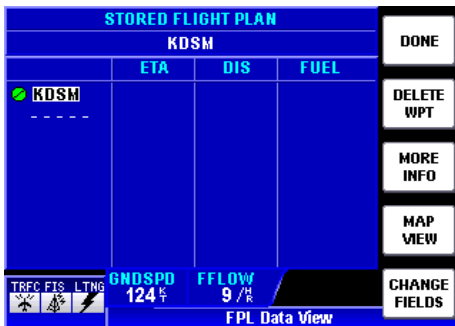 STORED FLIGHT PLAN
KDSM
ETA DIS FUEL
KDSM
- - - - -
TRFC FIS LTNG
GNDSPD FFLOW
124 KT 9 /HR
FPL Data View
DONE
DELETE
WPT
MORE
INFO
MAP
VIEW
CHANGE
FIELDS